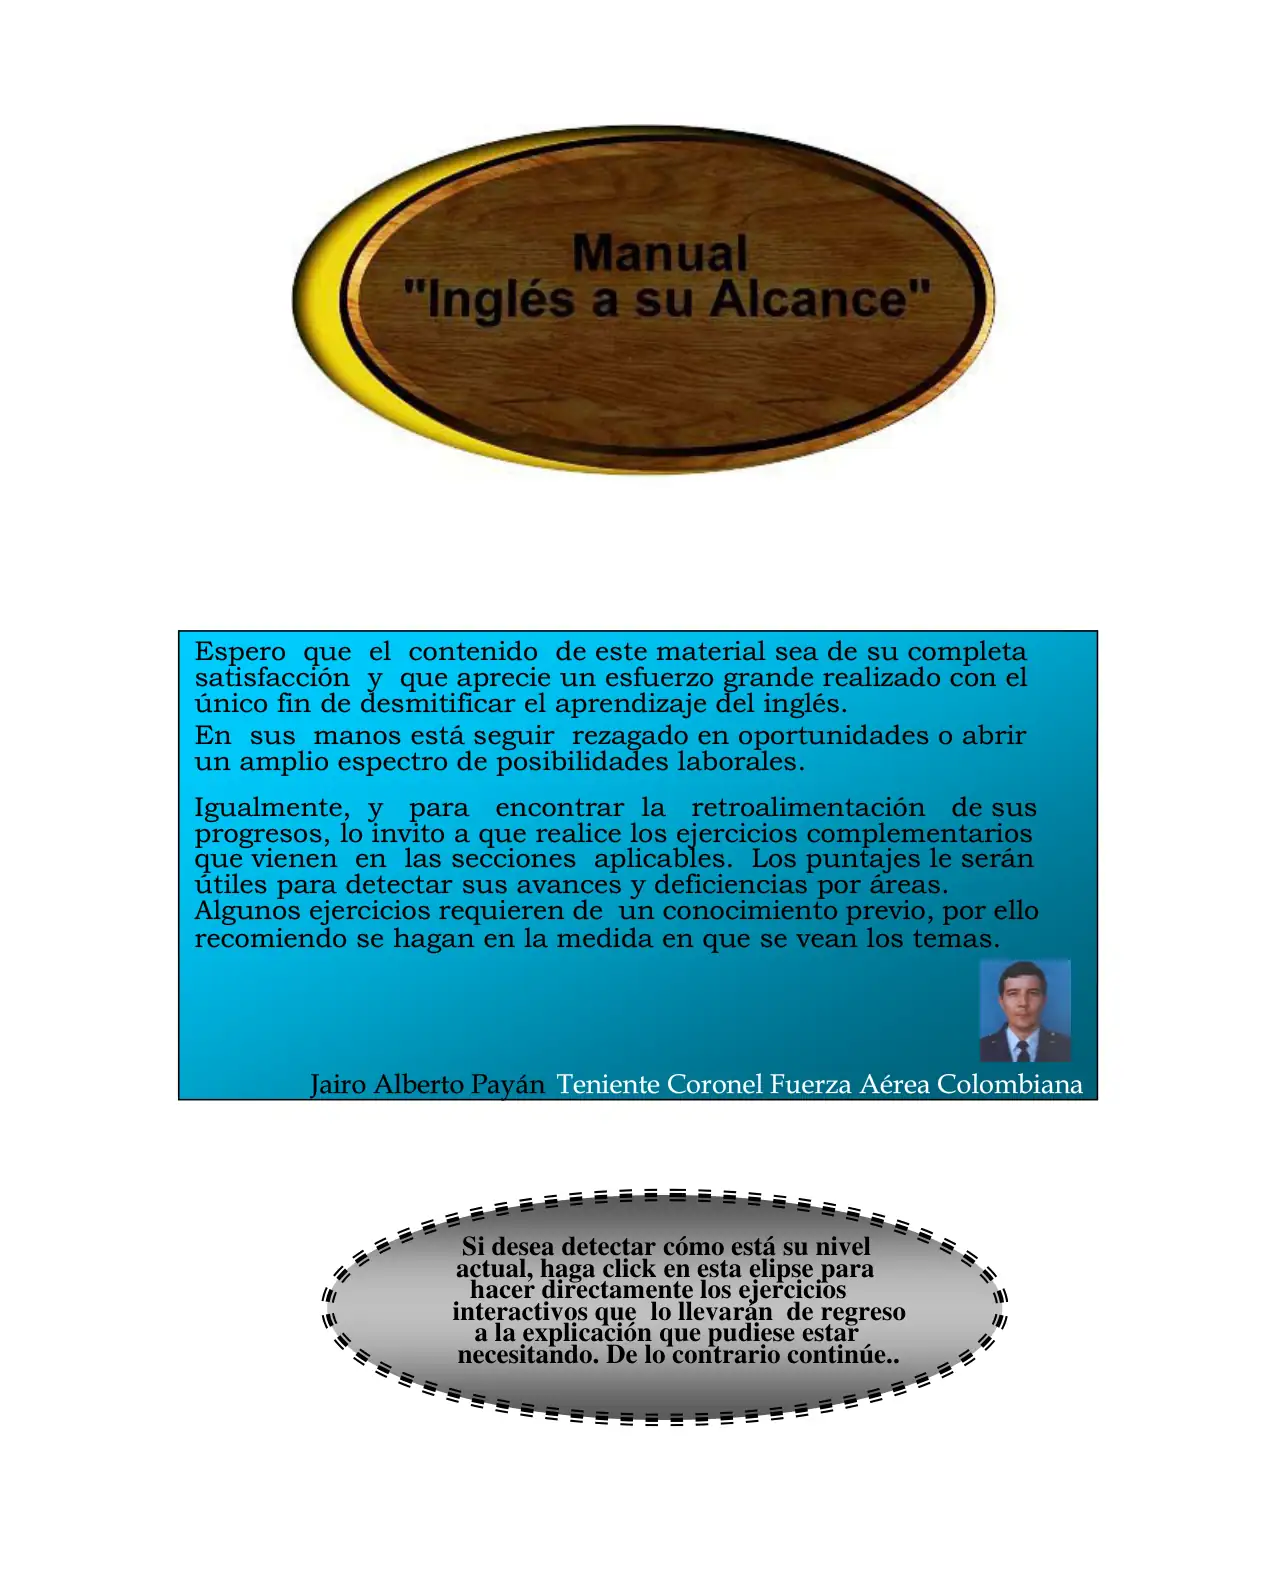 Manual
"Inglés a su Alcance"
Espero que el contenido de este material sea de su completa
satisfacción y que aprecie un esfuerzo grande realizado con el
único fin de desmitificar el aprendizaje del inglés.
En sus manos está seguir rezagado en oportunidades o abrir
un amplio espectro de posibilidades laborales.
Igualmente, y para encontrar la retroalimentación de sus
progresos, lo invito a que realice los ejercicios complementarios
que vienen en las secciones aplicables. Los puntajes le serán
útiles para detectar sus avances y deficiencias por áreas.
Algunos ejercicios requieren de un conocimiento previo, por ello
recomiendo se hagan en la medida en que se vean los temas.
Jairo Alberto Payán Teniente Coronel Fuerza Aérea Colombiana
Si desea detectar cómo está su nivel
actual, haga click en esta elipse para
hacer directamente los ejercicios
interactivos que lo llevarán de regreso
a la explicación que pudiese estar
necesitando. De lo contrario continúe..